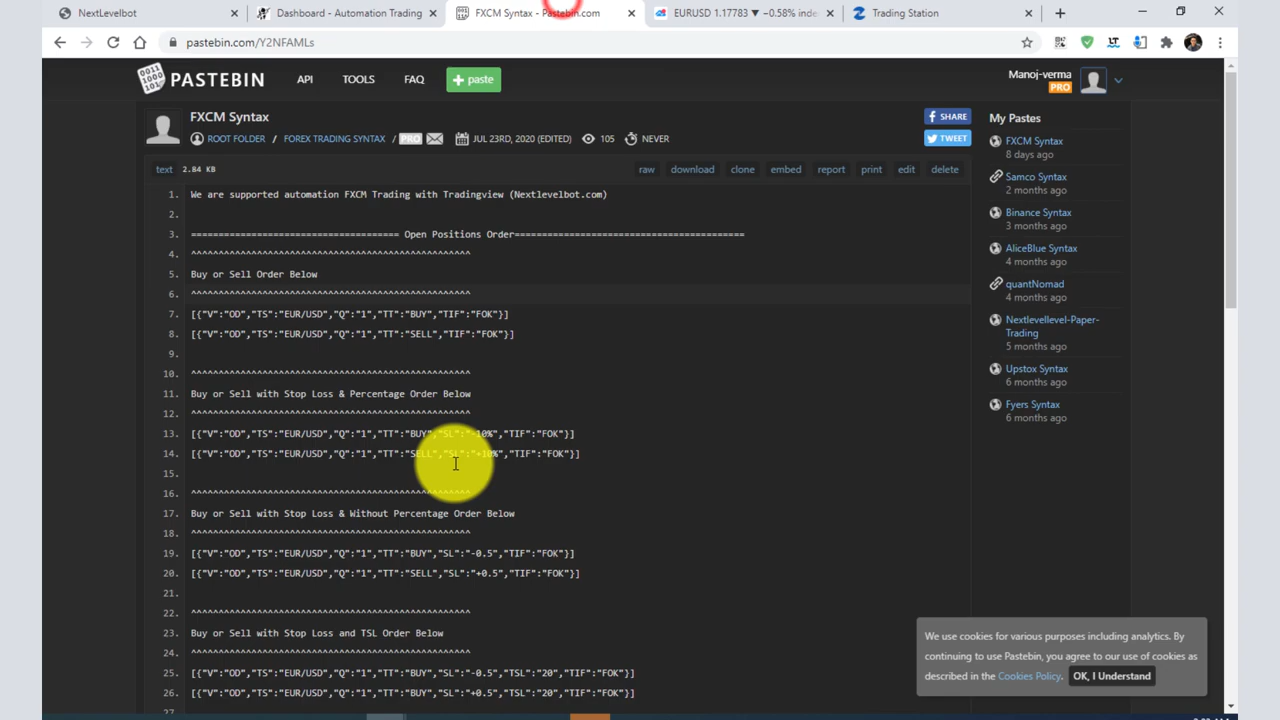 NextLevelbot
Dashboard - Automation Trading
FXCM Syntax - Pastebin.com
EURUSD 1.17783 ▼ −0.58% inde
Trading Station
pastebin.com/Y2NFAMLs
PASTEBIN
API
TOOLS
FAQ
+ paste
Manoj-verma
PRO
FXCM Syntax
ROOT FOLDER / FOREX TRADING SYNTAX / PRO JUL 23RD, 2020 (EDITED) 105 NEVER
SHARE
TWEET
text 2.84 KB
raw download clone embed report print edit delete
1. We are supported automation FXCM Trading with Tradingview (Nextlevelbot.com)
2.
3. ====================================== Open Positions Order==========================================
4. ^^^^^^^^^^^^^^^^^^^^^^^^^^^^^^^^^^^^^^^^^^^^^^^^^^^
5. Buy or Sell Order Below
6. ^^^^^^^^^^^^^^^^^^^^^^^^^^^^^^^^^^^^^^^^^^^^^^^^^^^
7. [{"V":"OD","TS":"EUR/USD","Q":"1","TT":"BUY","TIF":"FOK"}]
8. [{"V":"OD","TS":"EUR/USD","Q":"1","TT":"SELL","TIF":"FOK"}]
9.
10. ^^^^^^^^^^^^^^^^^^^^^^^^^^^^^^^^^^^^^^^^^^^^^^^^^^^
11. Buy or Sell with Stop Loss & Percentage Order Below
12. ^^^^^^^^^^^^^^^^^^^^^^^^^^^^^^^^^^^^^^^^^^^^^^^^^^^
13. [{"V":"OD","TS":"EUR/USD","Q":"1","TT":"BUY","SL":"-10%","TIF":"FOK"}]
14. [{"V":"OD","TS":"EUR/USD","Q":"1","TT":"SELL","SL":"+10%","TIF":"FOK"}]
15.
16. ^^^^^^^^^^^^^^^^^^^^^^^^^^^^^^^^^^^^^^^^^^^^^^^^^^^
17. Buy or Sell with Stop Loss & Without Percentage Order Below
18. ^^^^^^^^^^^^^^^^^^^^^^^^^^^^^^^^^^^^^^^^^^^^^^^^^^^
19. [{"V":"OD","TS":"EUR/USD","Q":"1","TT":"BUY","SL":"-0.5","TIF":"FOK"}]
20. [{"V":"OD","TS":"EUR/USD","Q":"1","TT":"SELL","SL":"+0.5","TIF":"FOK"}]
21.
22. ^^^^^^^^^^^^^^^^^^^^^^^^^^^^^^^^^^^^^^^^^^^^^^^^^^^
23. Buy or Sell with Stop Loss and TSL Order Below
24. ^^^^^^^^^^^^^^^^^^^^^^^^^^^^^^^^^^^^^^^^^^^^^^^^^^^
25. [{"V":"OD","TS":"EUR/USD","Q":"1","TT":"BUY","SL":"-0.5","TSL":"20","TIF":"FOK"}]
26. [{"V":"OD","TS":"EUR/USD","Q":"1","TT":"BUY","SL":"+0.5","TSL":"20","TIF":"FOK"}]
My Pastes
FXCM Syntax
8 days ago
Samco Syntax
2 months ago
Binance Syntax
3 months ago
AliceBlue Syntax
4 months ago
quantNomad
4 months ago
Nextlevellevel-Paper-
Trading
5 months ago
Upstox Syntax
6 months ago
Fyers Syntax
6 months ago
We use cookies for various purposes including analytics. By
continuing to use Pastebin, you agree to our use of cookies as
described in the Cookies Policy. OK, I Understand